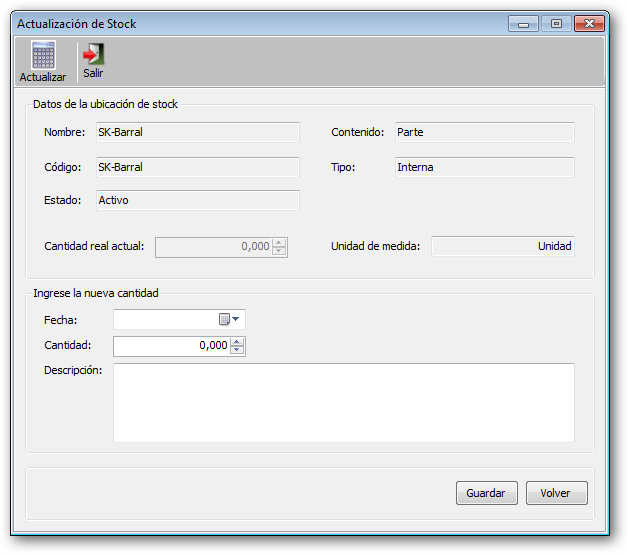 Actualización de Stock
Actualizar
Salir
Datos de la ubicación de stock
Nombre: SK-Barral Contenido: Parte
Código: SK-Barral Tipo: Interna
Estado: Activo
Cantidad real actual: 0,000 Unidad de medida: Unidad
Ingrese la nueva cantidad
Fecha:
Cantidad: 0,000
Descripción:
Guardar Volver